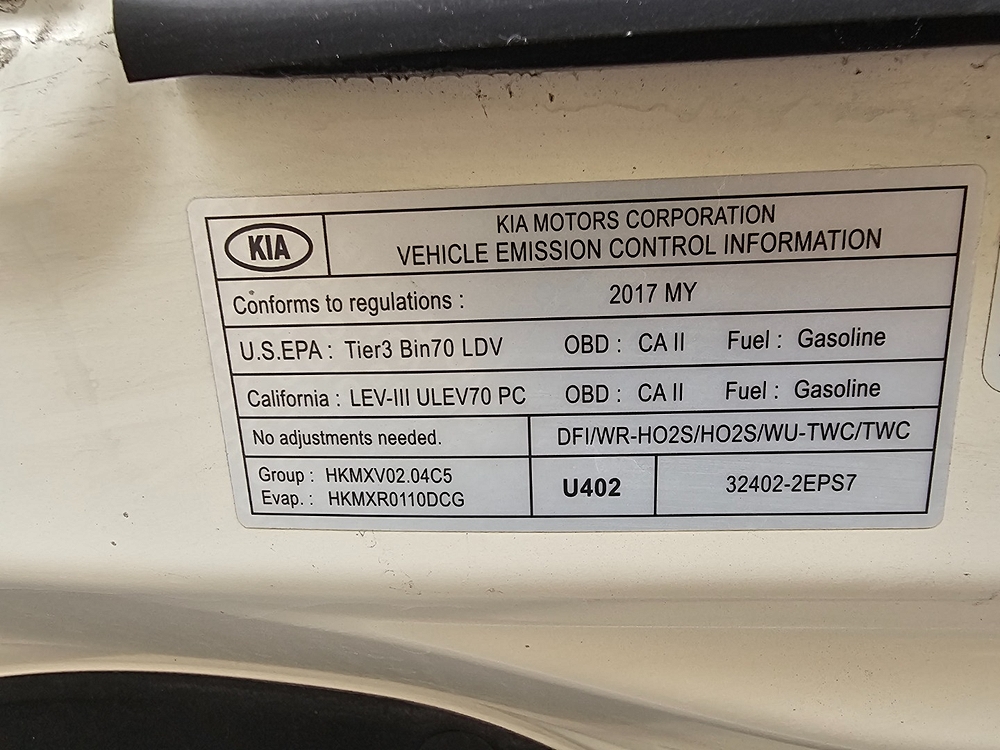 KIA
KIA MOTORS CORPORATION
VEHICLE EMISSION CONTROL INFORMATION
Conforms to regulations : 2017 MY
U.S.EPA : Tier3 Bin70 LDV OBD : CA II Fuel : Gasoline
California : LEV-III ULEV70 PC OBD : CA II Fuel : Gasoline
No adjustments needed. DFI/WR-HO2S/HO2S/WU-TWC/TWC
Group : HKMXV02.04C5
Evap. : HKMXR0110DCG
U402
32402-2EPS7